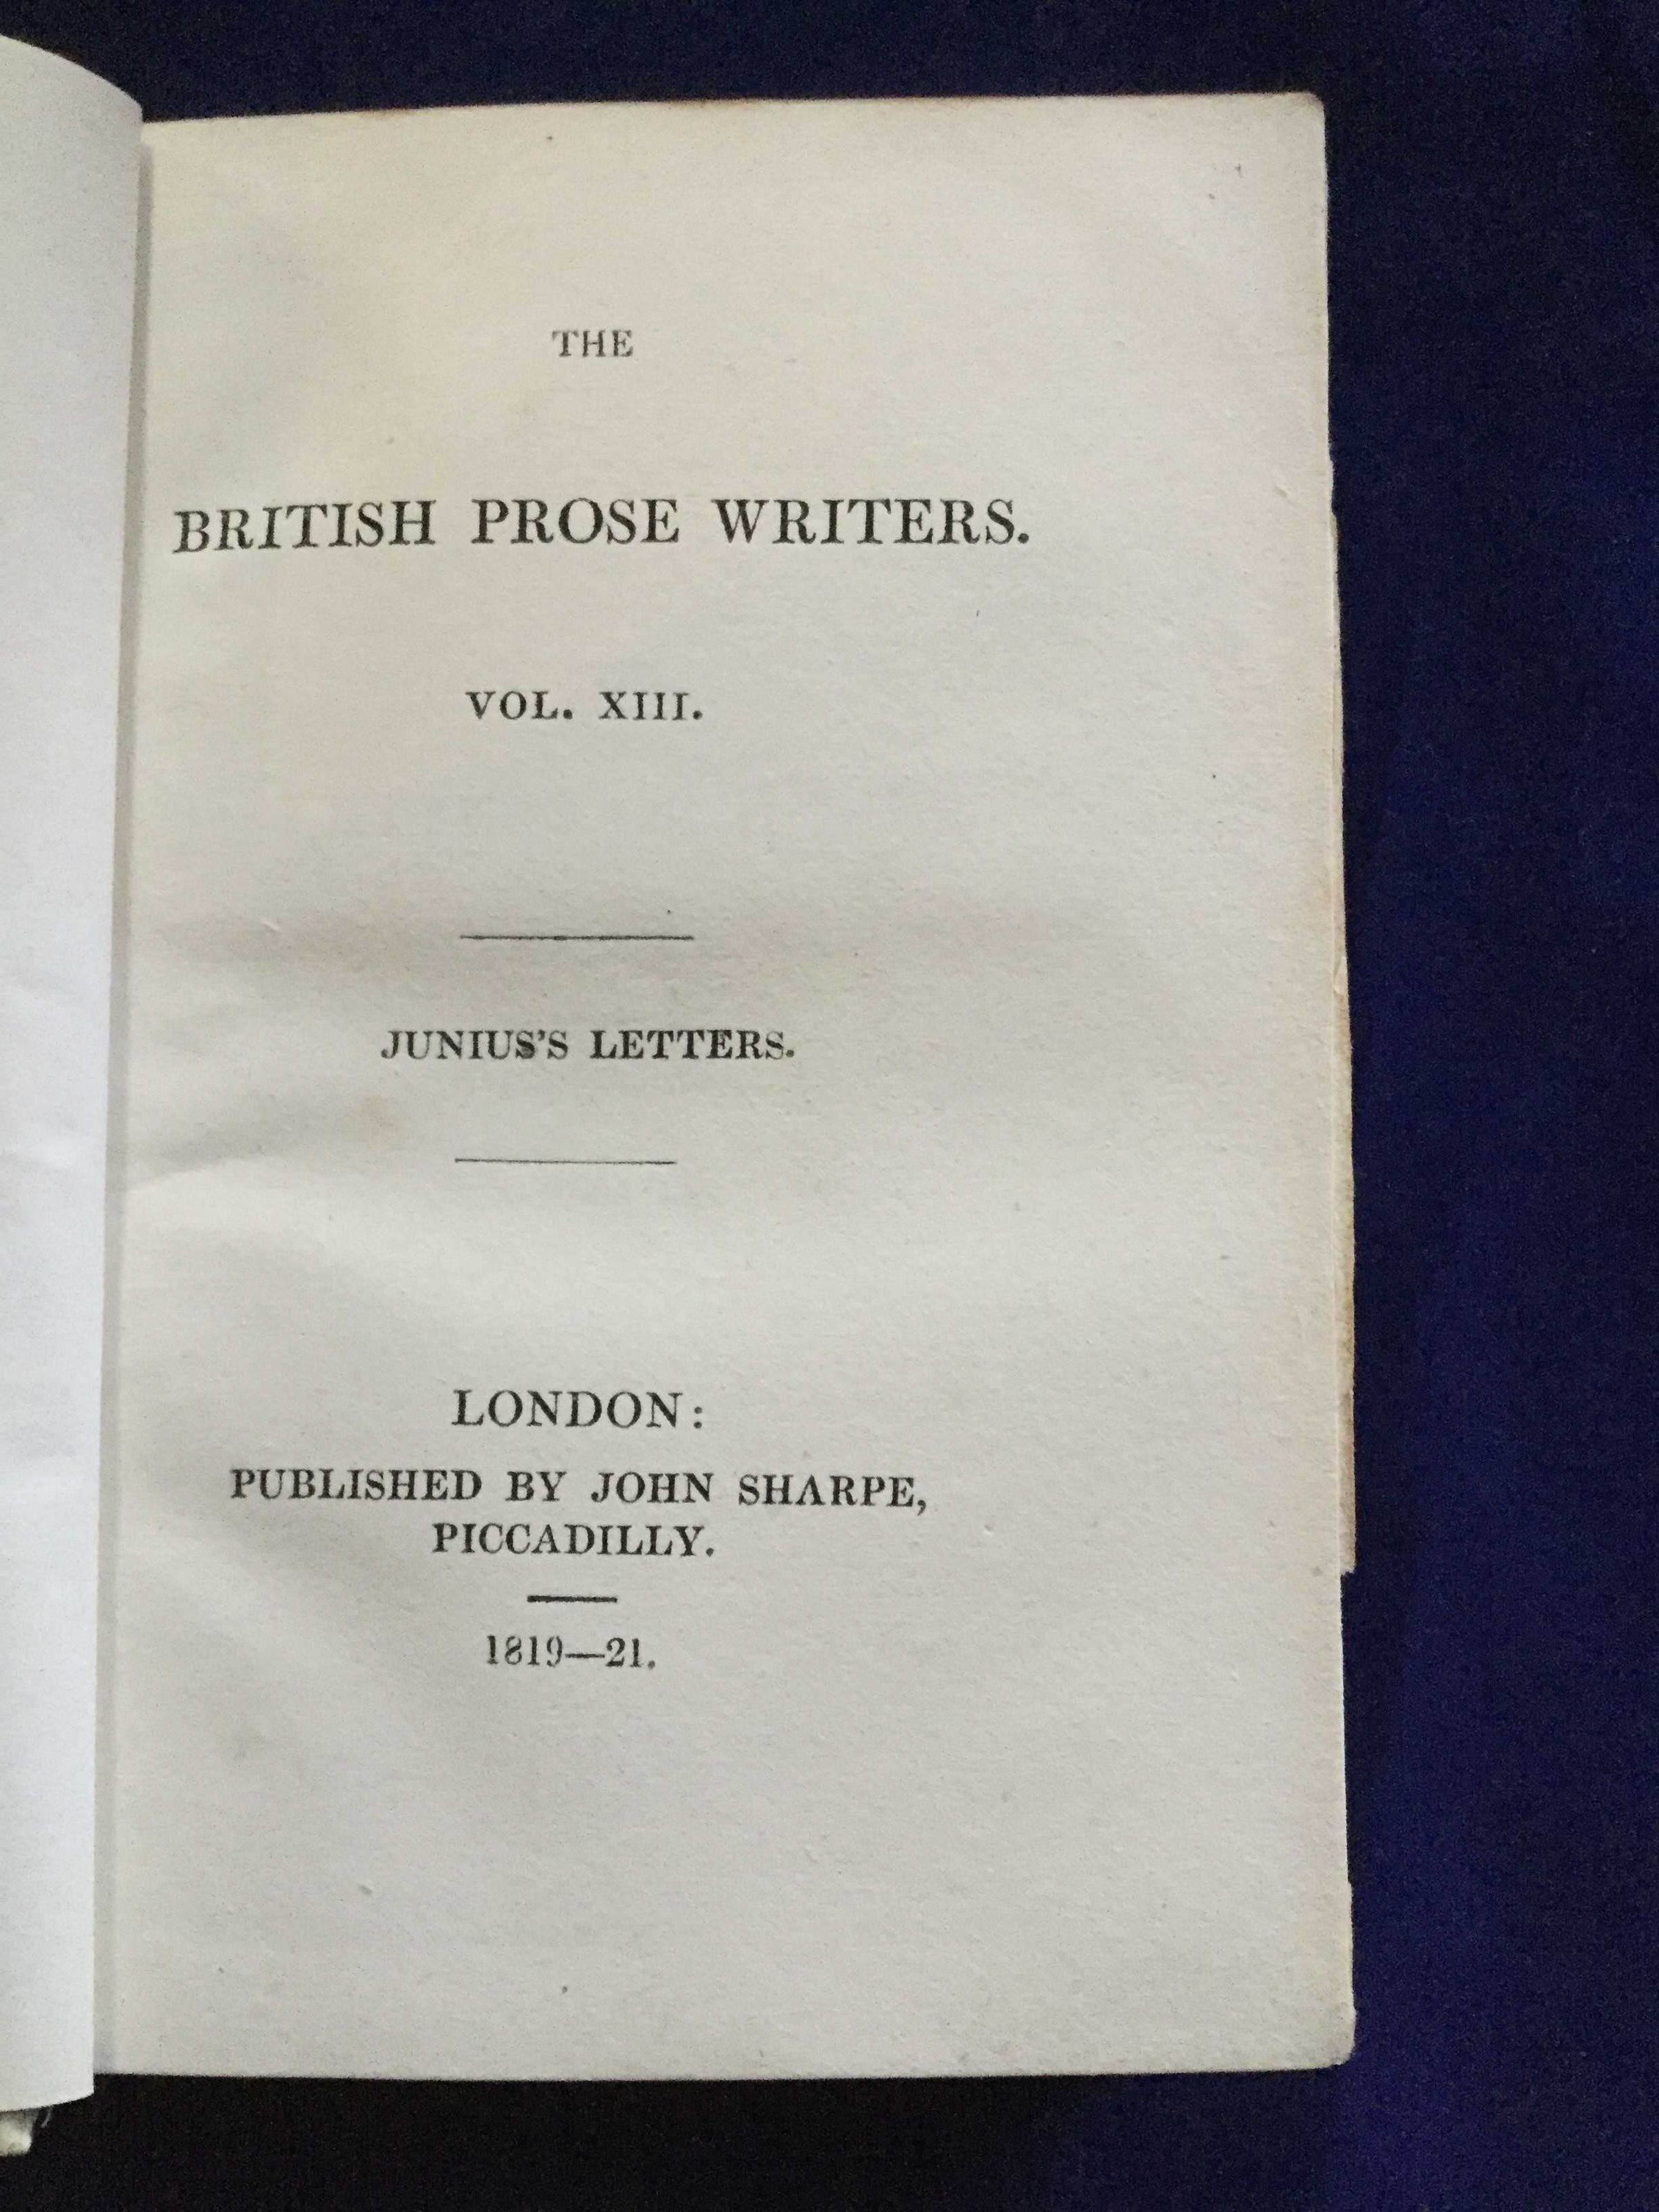 THE
BRITISH PROSE WRITERS.
VOL. XIII.
JUNIUS'S LETTERS.
LONDON:
PUBLISHED BY JOHN SHARPE,
PICCADILLY.
1819—21.